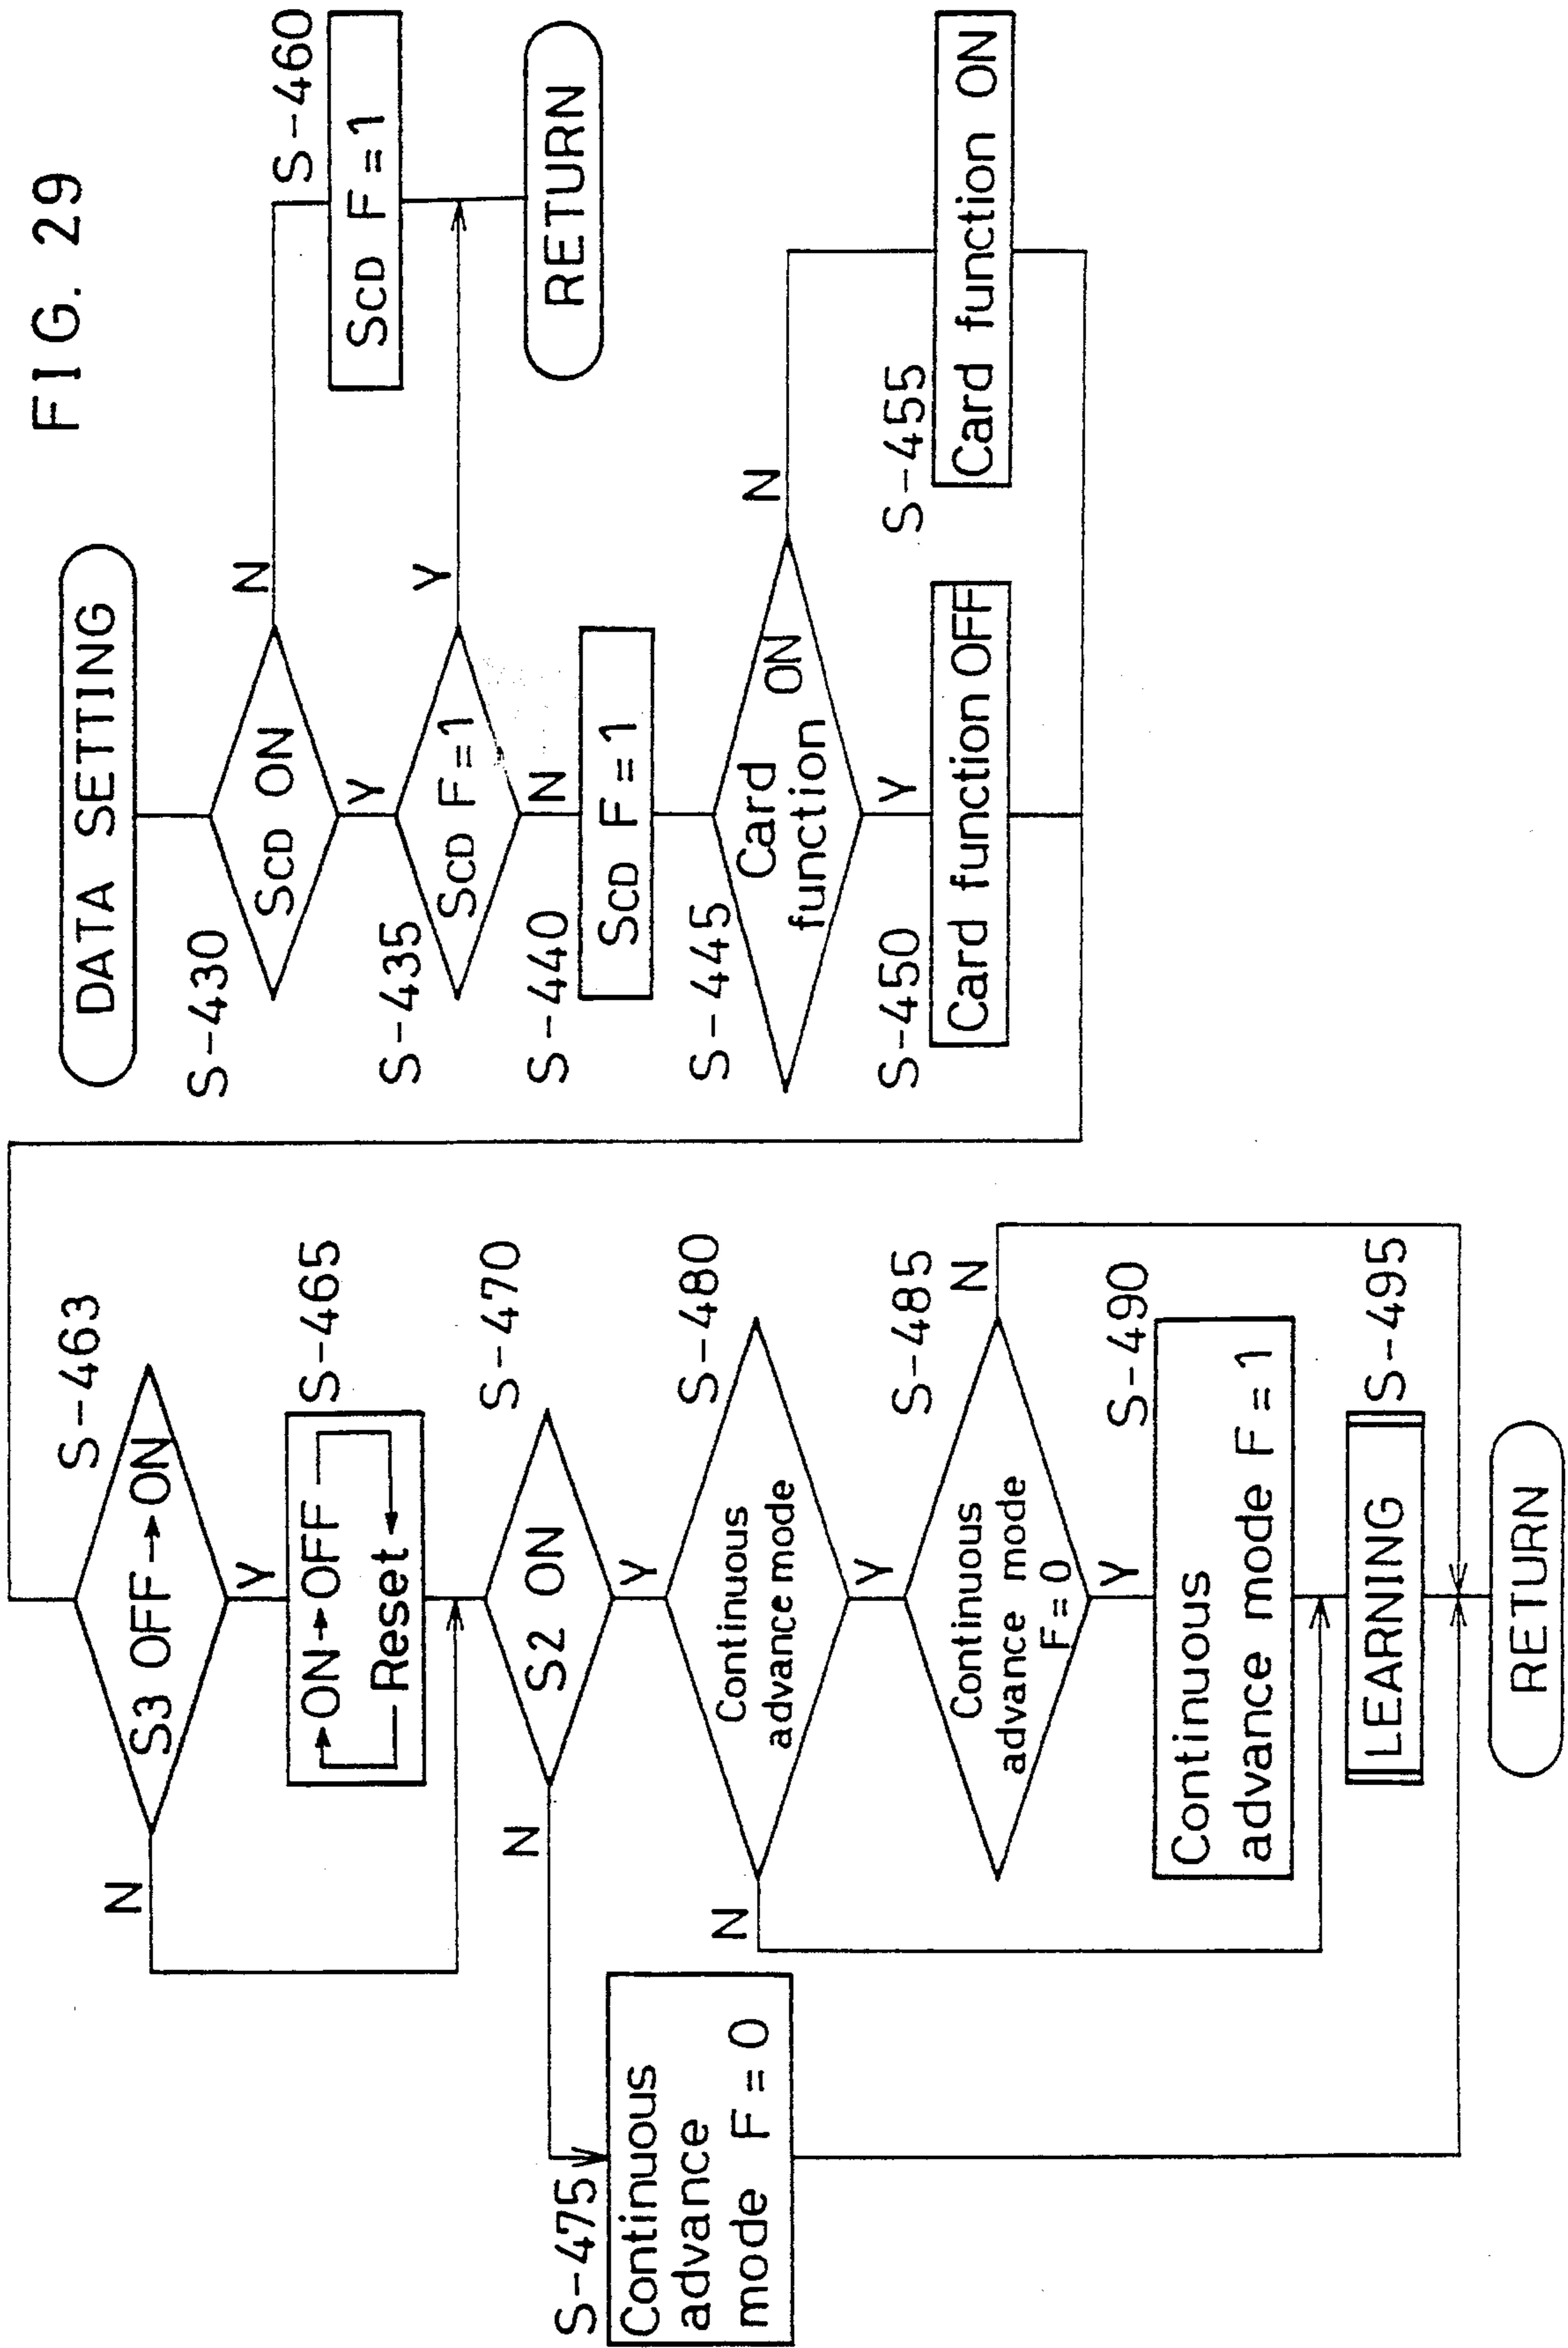 FIG. 29
DATA SETTING
S-430
SCD ON
N
Y
S-460
SCD F=1
S-435
SCD F=1
Y
N
RETURN
S-440
SCD F=1
S-445
Card
function ON
N
Y
S-450
Card function OFF
S-455
Card function ON
S-463
S3 OFF→ON
N
Y
S-465
→ON→OFF
Reset
S-470
S2 ON
N
Y
S-475
Continuous
advance
mode F=0
S-480
Continuous
advance mode
N
Y
S-485
Continuous
advance mode
F=0
N
Y
S-490
Continuous
advance mode F=1
LEARNING
S-495
RETURN